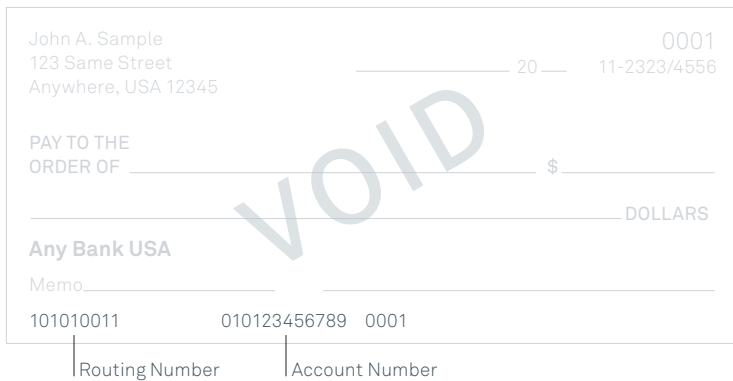 John A. Sample 0001
123 Same Street 20 11-2323/4556
Anywhere, USA 12345
VOID
PAY TO THE
ORDER OF $
DOLLARS
Any Bank USA
Memo
101010011 010123456789 0001
Routing Number Account Number